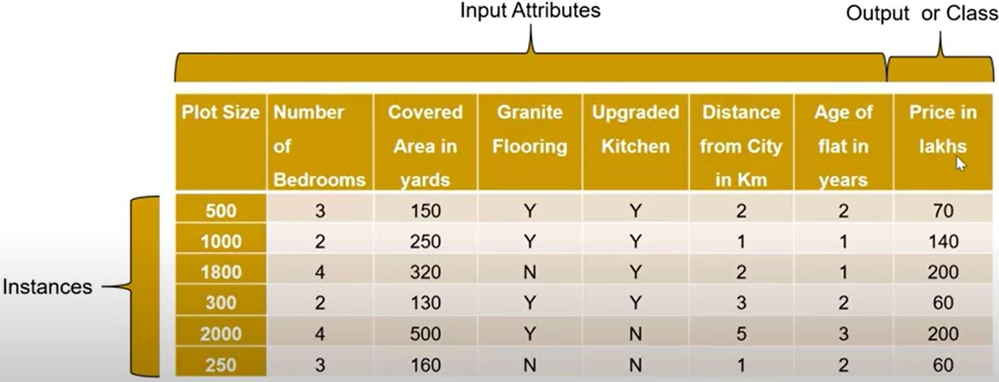 Input Attributes
Output or Class
Plot Size Number of Bedrooms Covered Area in yards Granite Flooring Upgraded Kitchen Distance from City in Km Age of flat in years Price in lakhs
500 3 150 Y Y 2 2 70
1000 2 250 Y Y 1 1 140
1800 4 320 N Y 2 1 200
Instances
300 2 130 Y Y 3 2 60
2000 4 500 Y N 5 3 200
250 3 160 N N 1 2 60